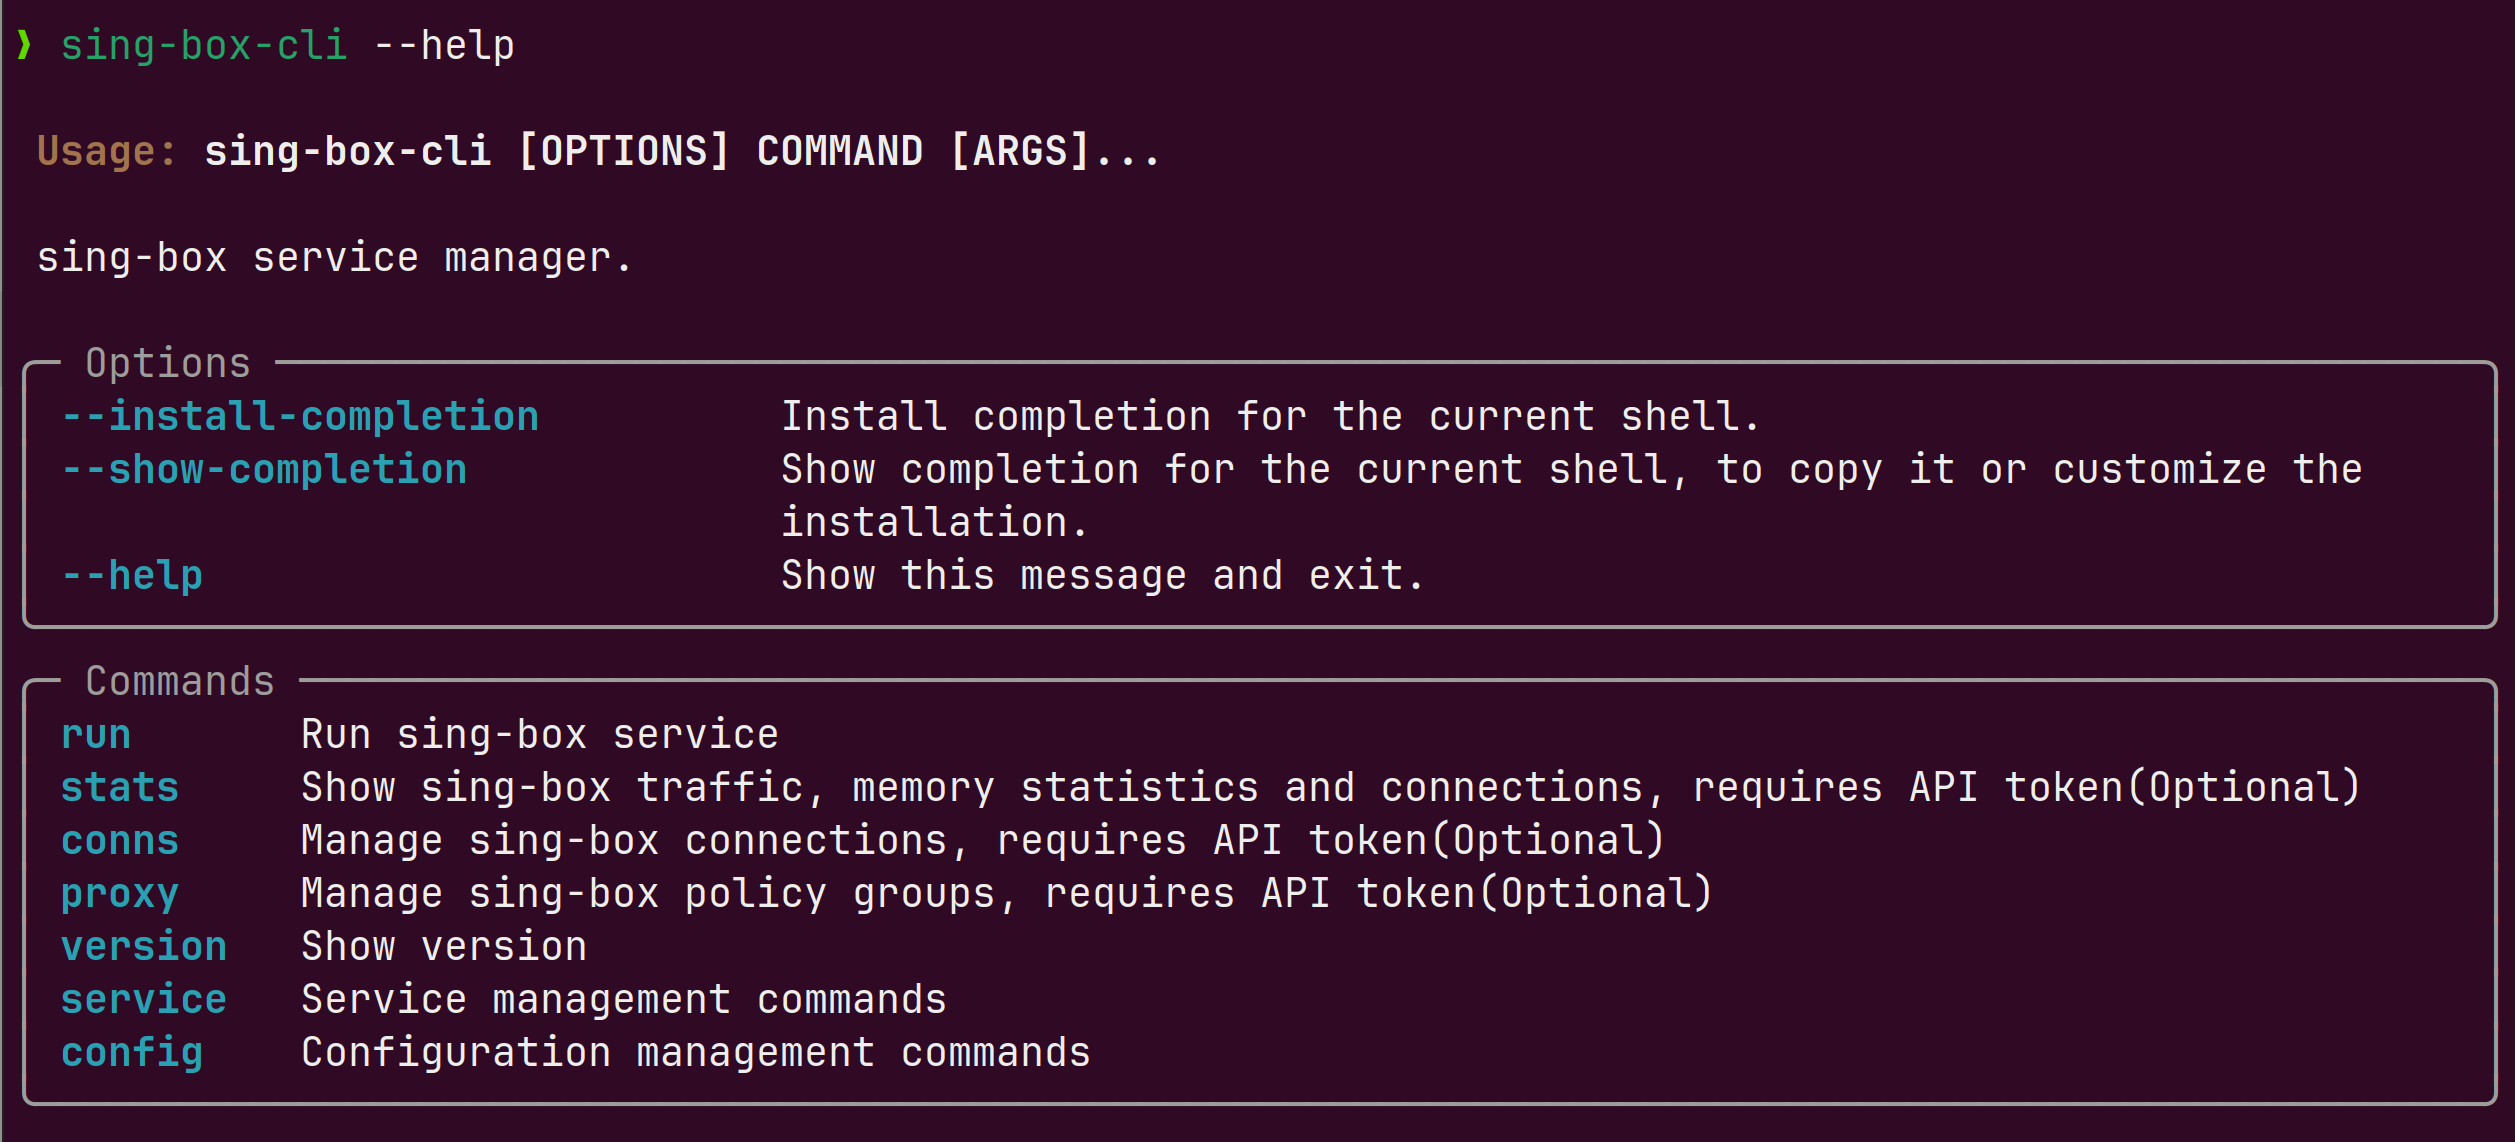 ❯ sing-box-cli --help
Usage: sing-box-cli [OPTIONS] COMMAND [ARGS]...
sing-box service manager.
Options
--install-completion Install completion for the current shell.
--show-completion Show completion for the current shell, to copy it or customize the
installation.
--help Show this message and exit.
Commands
run Run sing-box service
stats Show sing-box traffic, memory statistics and connections, requires API token(Optional)
conns Manage sing-box connections, requires API token(Optional)
proxy Manage sing-box policy groups, requires API token(Optional)
version Show version
service Service management commands
config Configuration management commands